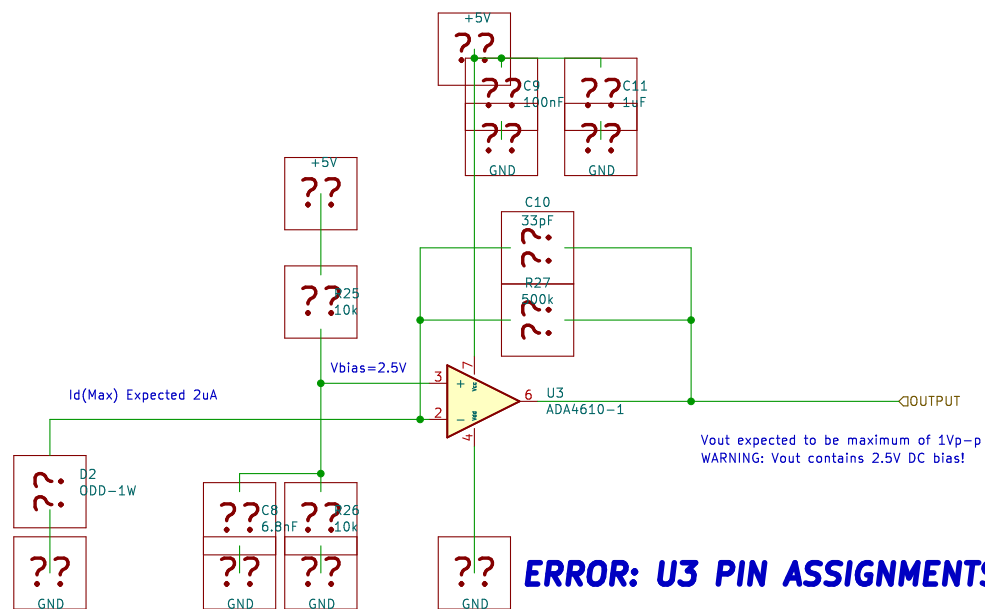 +5V
??
C9
100nF
??
??
GND
C11
1uF
??
??
GND
+5V
??
C10
33pF
??
R27
500k
??
R25
10k
??
Vbias=2.5V
Id(Max) Expected 2uA
3
+
2
-
7
Vcc
Vdd
4
6
U3
ADA4610-1
OUTPUT
Vout expected to be maximum of 1Vp-p
WARNING: Vout contains 2.5V DC bias!
D2
ODD-1W
??
??
GND
C8
6.8nF
??
??
GND
R26
10k
??
??
GND
??
GND
ERROR: U3 PIN ASSIGNMENTS